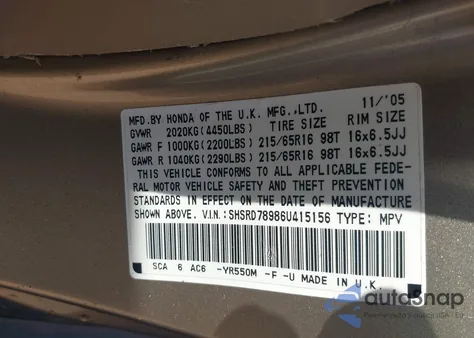 MFD.BY HONDA OF THE U.K. MFG.,LTD. 11/'05
GVWR 2020KG(4450LBS) TIRE SIZE RIM SIZE
GAWR F 1000KG(2200LBS) 215/65R16 98T 16x6.5JJ
GAWR R 1040KG(2290LBS) 215/65R16 98T 16x6.5JJ
THIS VEHICLE CONFORMS TO ALL APPLICABLE FEDE-
RAL MOTOR VEHICLE SAFETY AND THEFT PREVENTION
STANDARDS IN EFFECT ON THE DATE OF MANUFACTURE
SHOWN ABOVE. V.I.N.:SHSRD78986U415156 TYPE: MPV
SCA 6 AC6 -YR550M -F -U MADE IN U.K.
autosnap